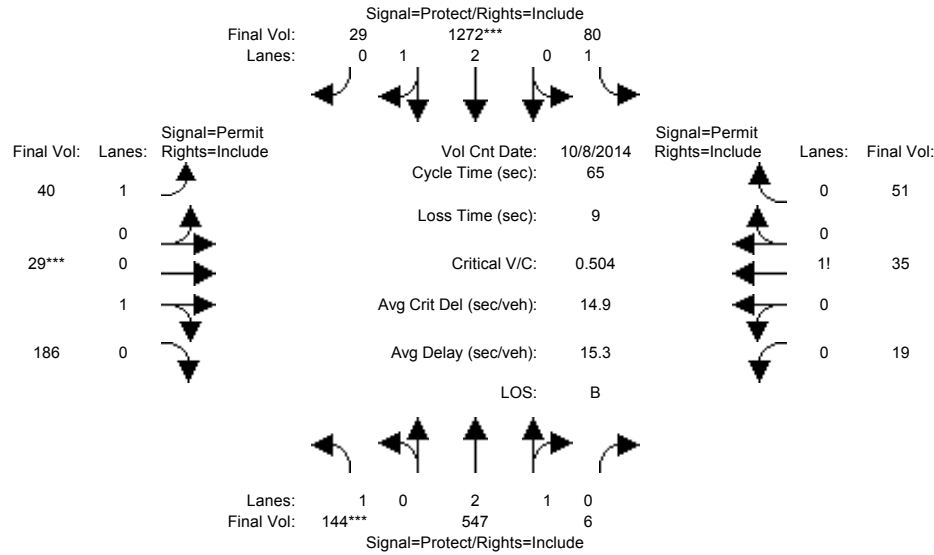 Signal=Protect/Rights=Include
Final Vol: 29 1272*** 80
Lanes: 0 1 2 0 1
Signal=Permit Signal=Permit
Final Vol: Lanes: Rights=Include Vol Cnt Date: 10/8/2014 Rights=Include Lanes: Final Vol:
Cycle Time (sec): 65
40 1 0 51
Loss Time (sec): 9
0 0
29*** 0 Critical V/C: 0.504 1! 35
1 Avg Crit Del (sec/veh): 14.9 0
186 0 Avg Delay (sec/veh): 15.3 0 19
LOS: B
Lanes: 1 0 2 1 0
Final Vol: 144*** 547 6
Signal=Protect/Rights=Include